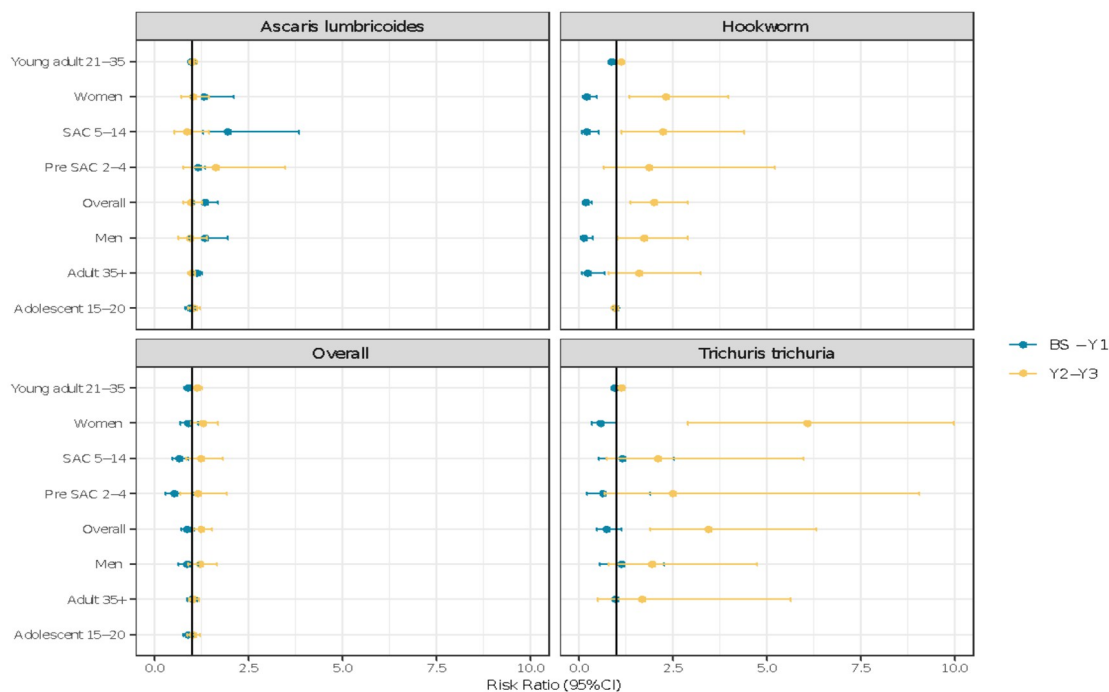 Ascaris lumbricoides
Hookworm
Young adult 21–35
Women
SAC 5–14
Pre SAC 2–4
Overall
Men
Adult 35+
Adolescent 15–20
BS –Y1
Y2–Y3
Overall
Trichuris trichuria
Young adult 21–35
Women
SAC 5–14
Pre SAC 2–4
Overall
Men
Adult 35+
Adolescent 15–20
0.0 2.5 5.0 7.5 10.0 0.0 2.5 5.0 7.5 10.0
Risk Ratio (95%CI)